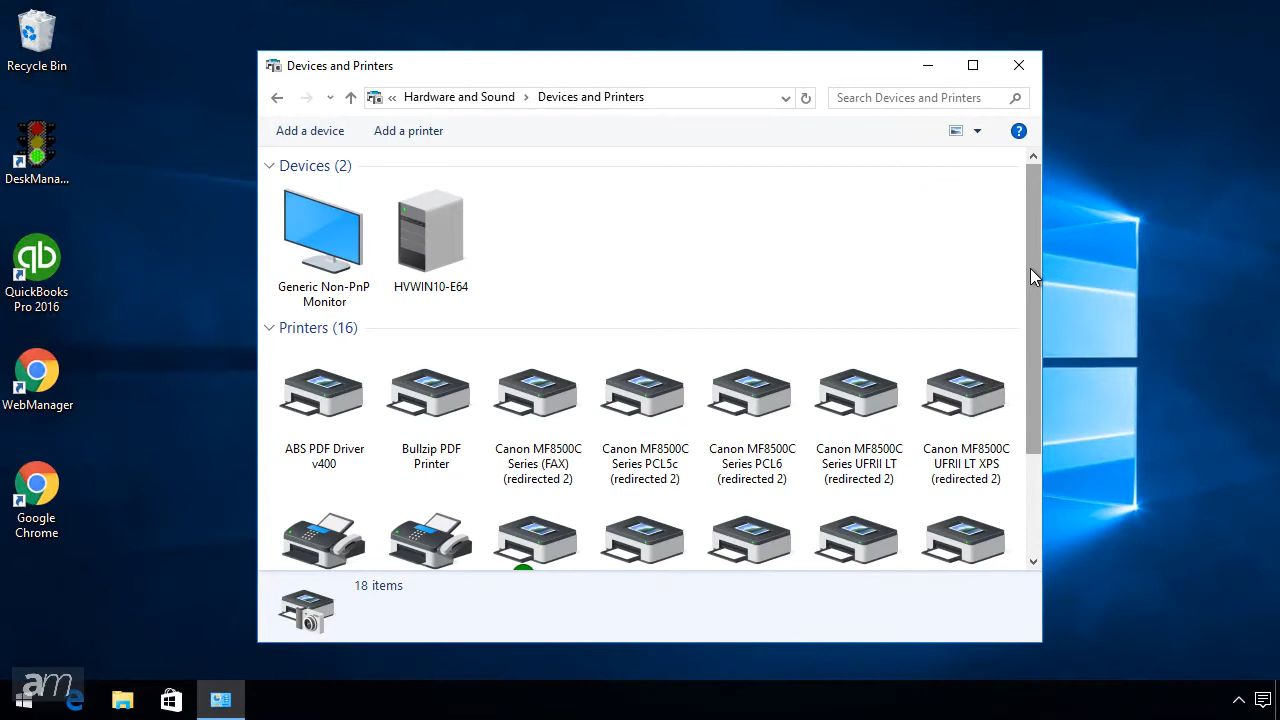 Recycle Bin
DeskMana...
qb
QuickBooks
Pro 2016
WebManager
Google
Chrome
Devices and Printers
« Hardware and Sound › Devices and Printers
Search Devices and Printers
Add a device Add a printer
?
Devices (2)
Generic Non-PnP
Monitor
HVWIN10-E64
Printers (16)
ABS PDF Driver
v400
Bullzip PDF
Printer
Canon MF8500C
Series (FAX)
(redirected 2)
Canon MF8500C
Series PCL5c
(redirected 2)
Canon MF8500C
Series PCL6
(redirected 2)
Canon MF8500C
Series UFRII LT
(redirected 2)
Canon MF8500C
UFRII LT XPS
(redirected 2)
18 items
am